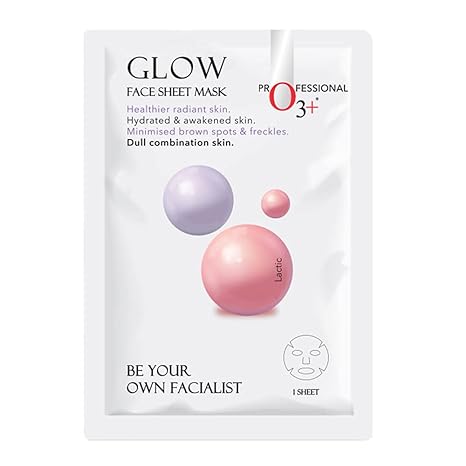 GLOW
FACE SHEET MASK
Healthier radiant skin.
Hydrated & awakened skin.
Minimised brown spots & freckles.
Dull combination skin.
PROFESSIONAL
O3+
Lactic
BE YOUR
OWN FACIALIST
1 SHEET